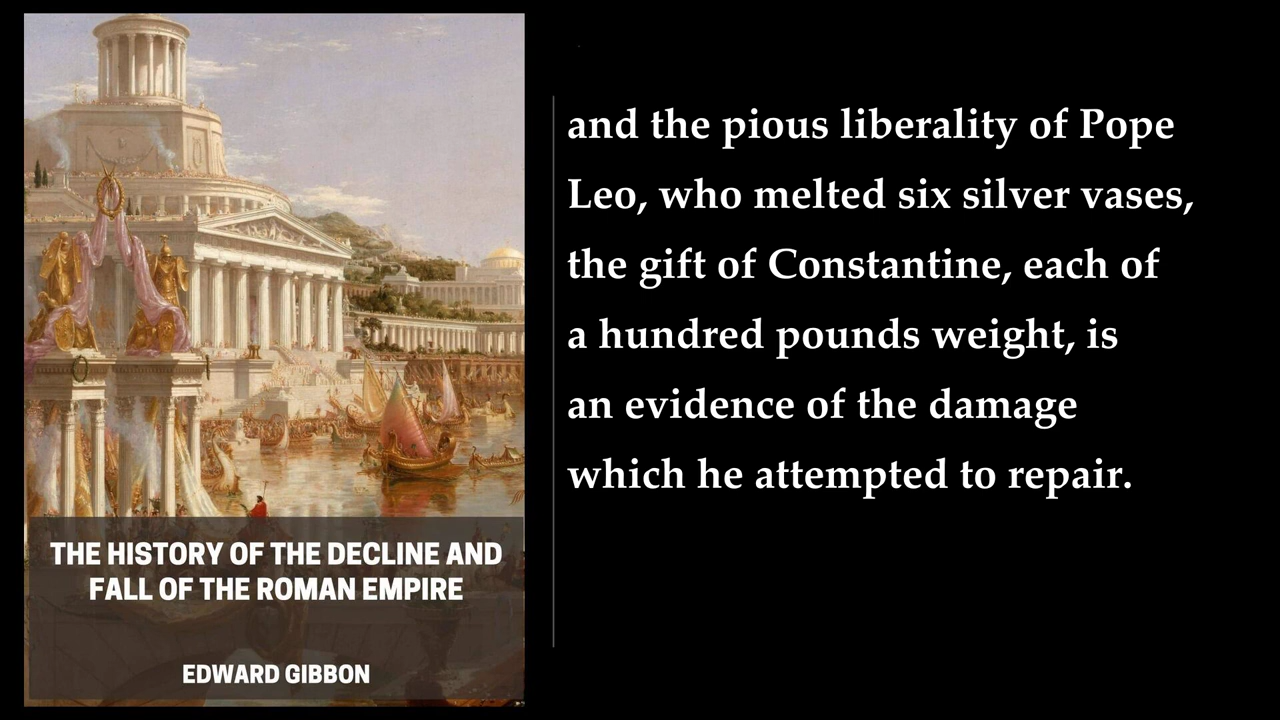 THE HISTORY OF THE DECLINE AND
FALL OF THE ROMAN EMPIRE
EDWARD GIBBON
and the pious liberality of Pope
Leo, who melted six silver vases,
the gift of Constantine, each of
a hundred pounds weight, is
an evidence of the damage
which he attempted to repair.